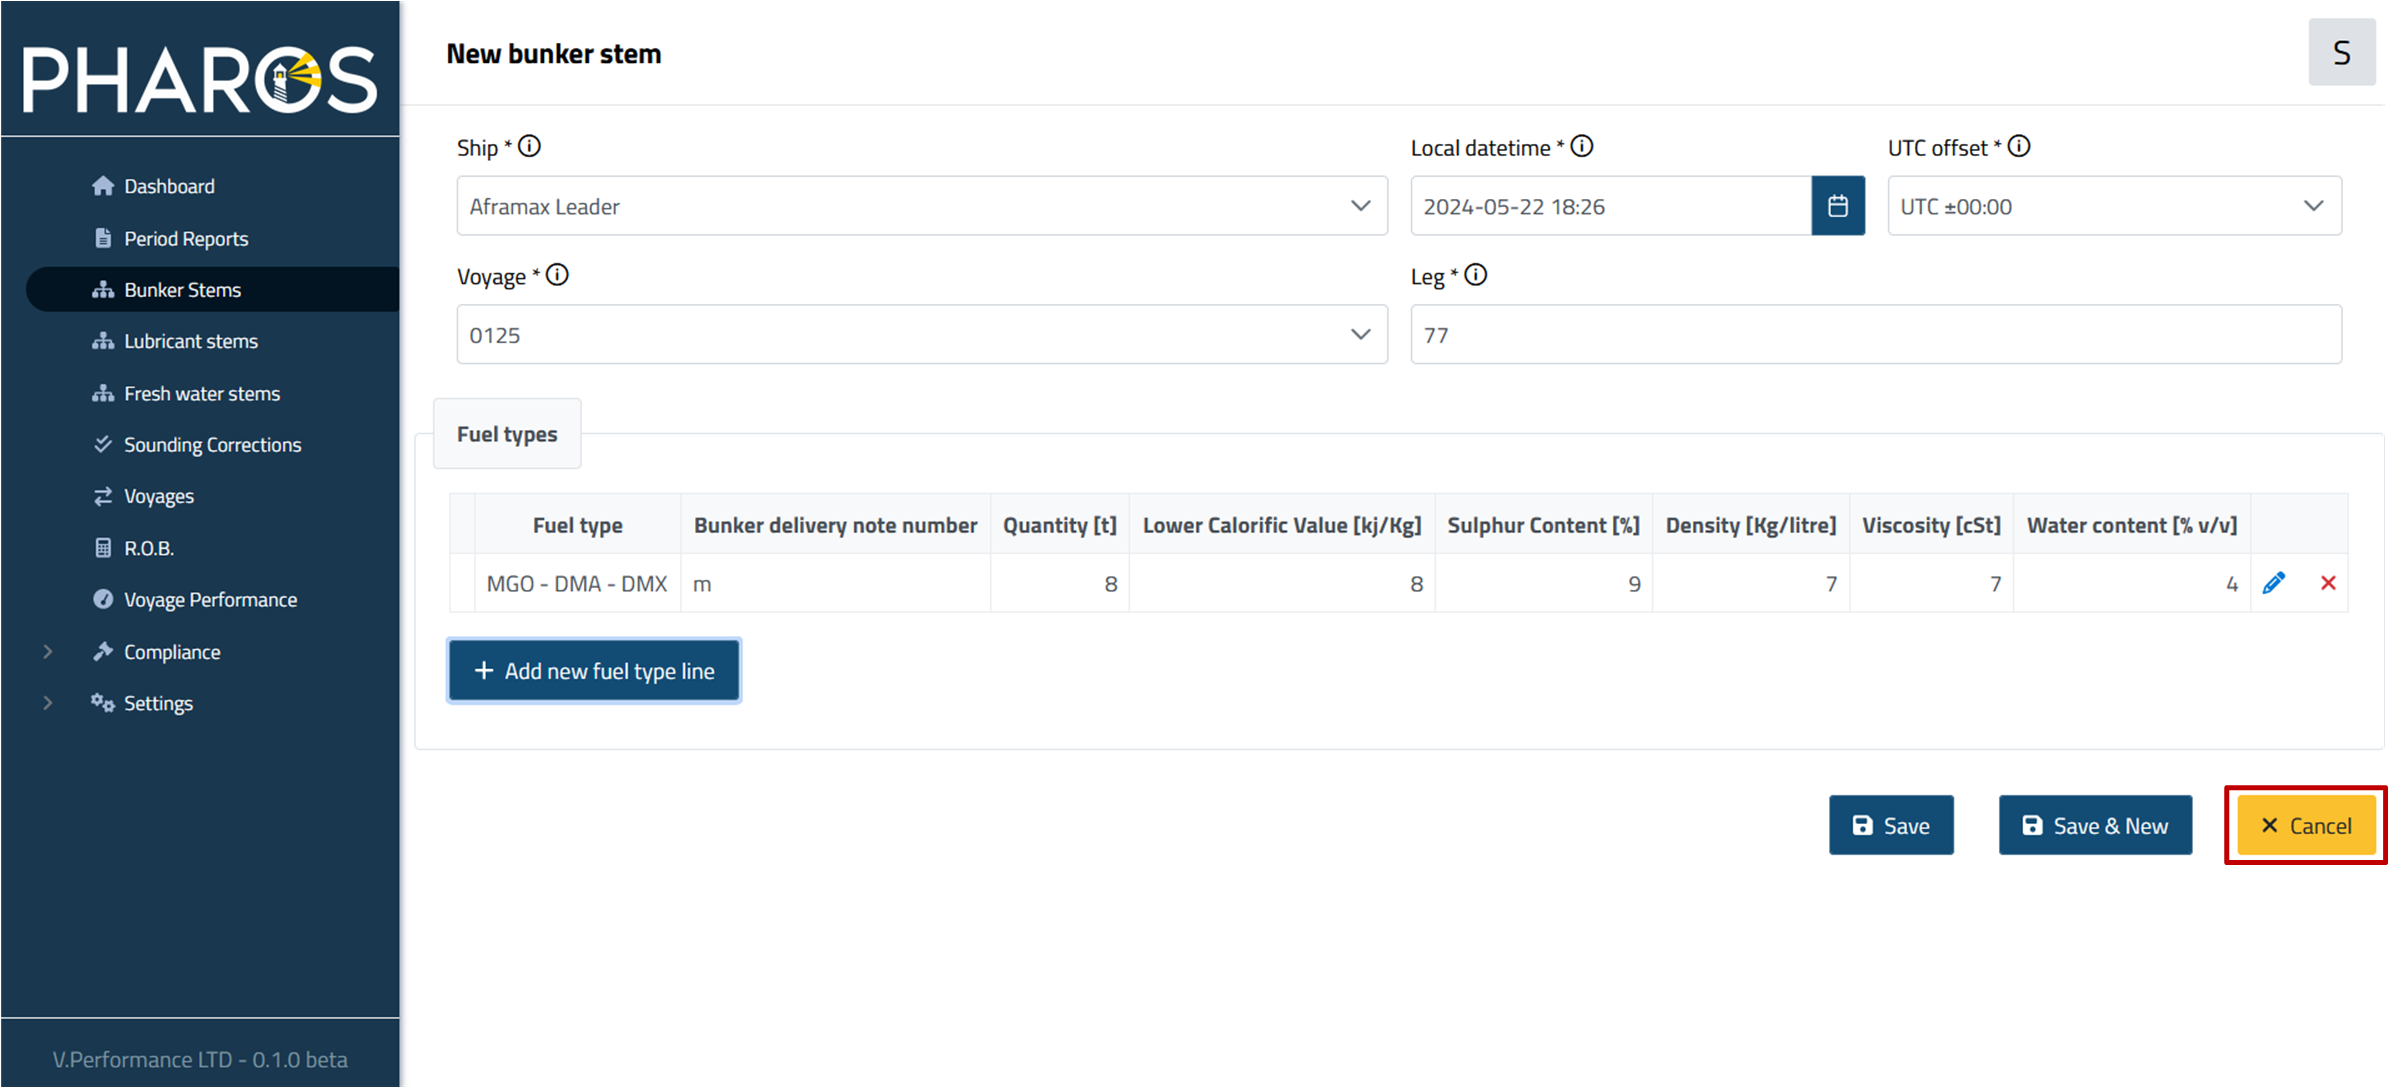 PHAROS
New bunker stem
S
Dashboard
Period Reports
Bunker Stems
Lubricant stems
Fresh water stems
Sounding Corrections
Voyages
R.O.B.
Voyage Performance
Compliance
Settings
V.Performance LTD - 0.1.0 beta
Ship *
Local datetime *
UTC offset *
Aframax Leader
2024-05-22 18:26
UTC ±00:00
Voyage *
Leg *
0125
77
Fuel types
Fuel type Bunker delivery note number Quantity [t] Lower Calorific Value [kj/Kg] Sulphur Content [%] Density [Kg/litre] Viscosity [cSt] Water content [% v/v]
MGO - DMA - DMX m 8 8 9 7 7 4
+ Add new fuel type line
Save
Save & New
Cancel